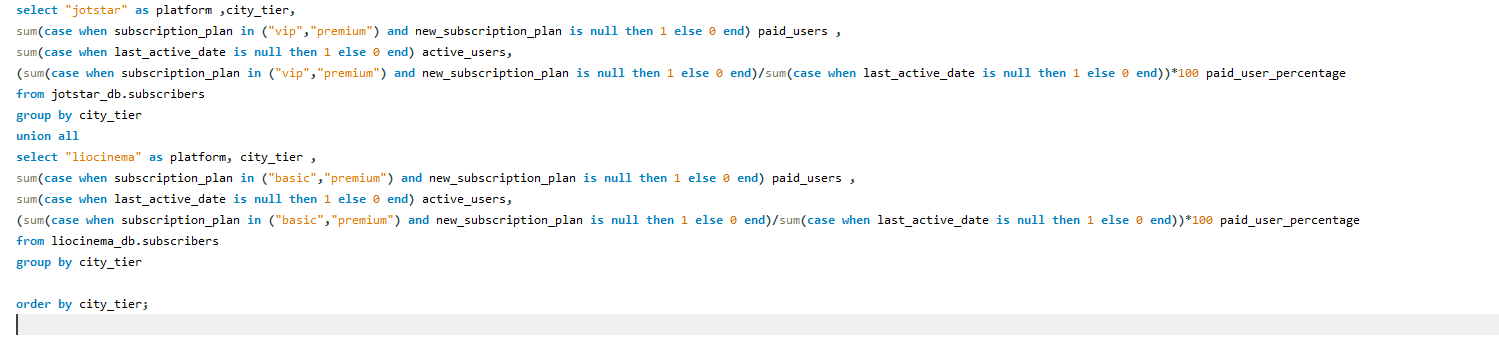 select "jotstar" as platform ,city_tier,
sum(case when subscription_plan in ("vip","premium") and new_subscription_plan is null then 1 else 0 end) paid_users ,
sum(case when last_active_date is null then 1 else 0 end) active_users,
(sum(case when subscription_plan in ("vip","premium") and new_subscription_plan is null then 1 else 0 end)/sum(case when last_active_date is null then 1 else 0 end))*100 paid_user_percentage
from jotstar_db.subscribers
group by city_tier
union all
select "liocinema" as platform, city_tier ,
sum(case when subscription_plan in ("basic","premium") and new_subscription_plan is null then 1 else 0 end) paid_users ,
sum(case when last_active_date is null then 1 else 0 end) active_users,
(sum(case when subscription_plan in ("basic","premium") and new_subscription_plan is null then 1 else 0 end)/sum(case when last_active_date is null then 1 else 0 end))*100 paid_user_percentage
from liocinema_db.subscribers
group by city_tier
order by city_tier;